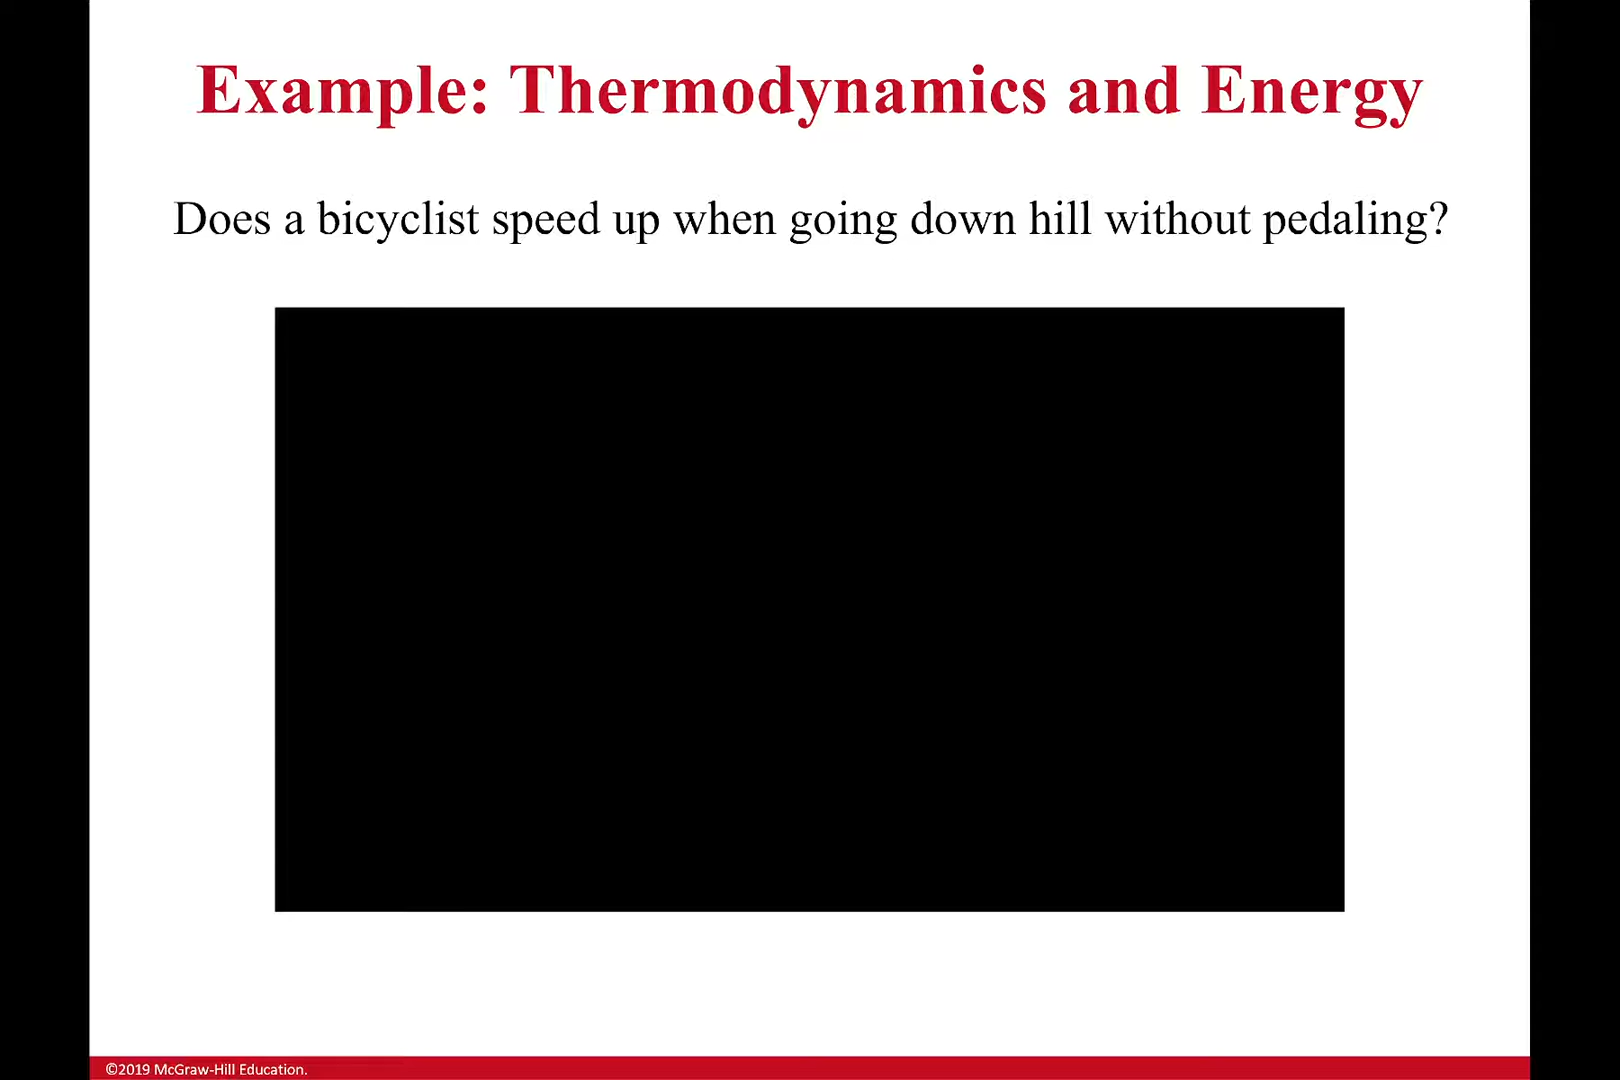 Example: Thermodynamics and Energy
Does a bicyclist speed up when going down hill without pedaling?
©2019 McGraw-Hill Education.